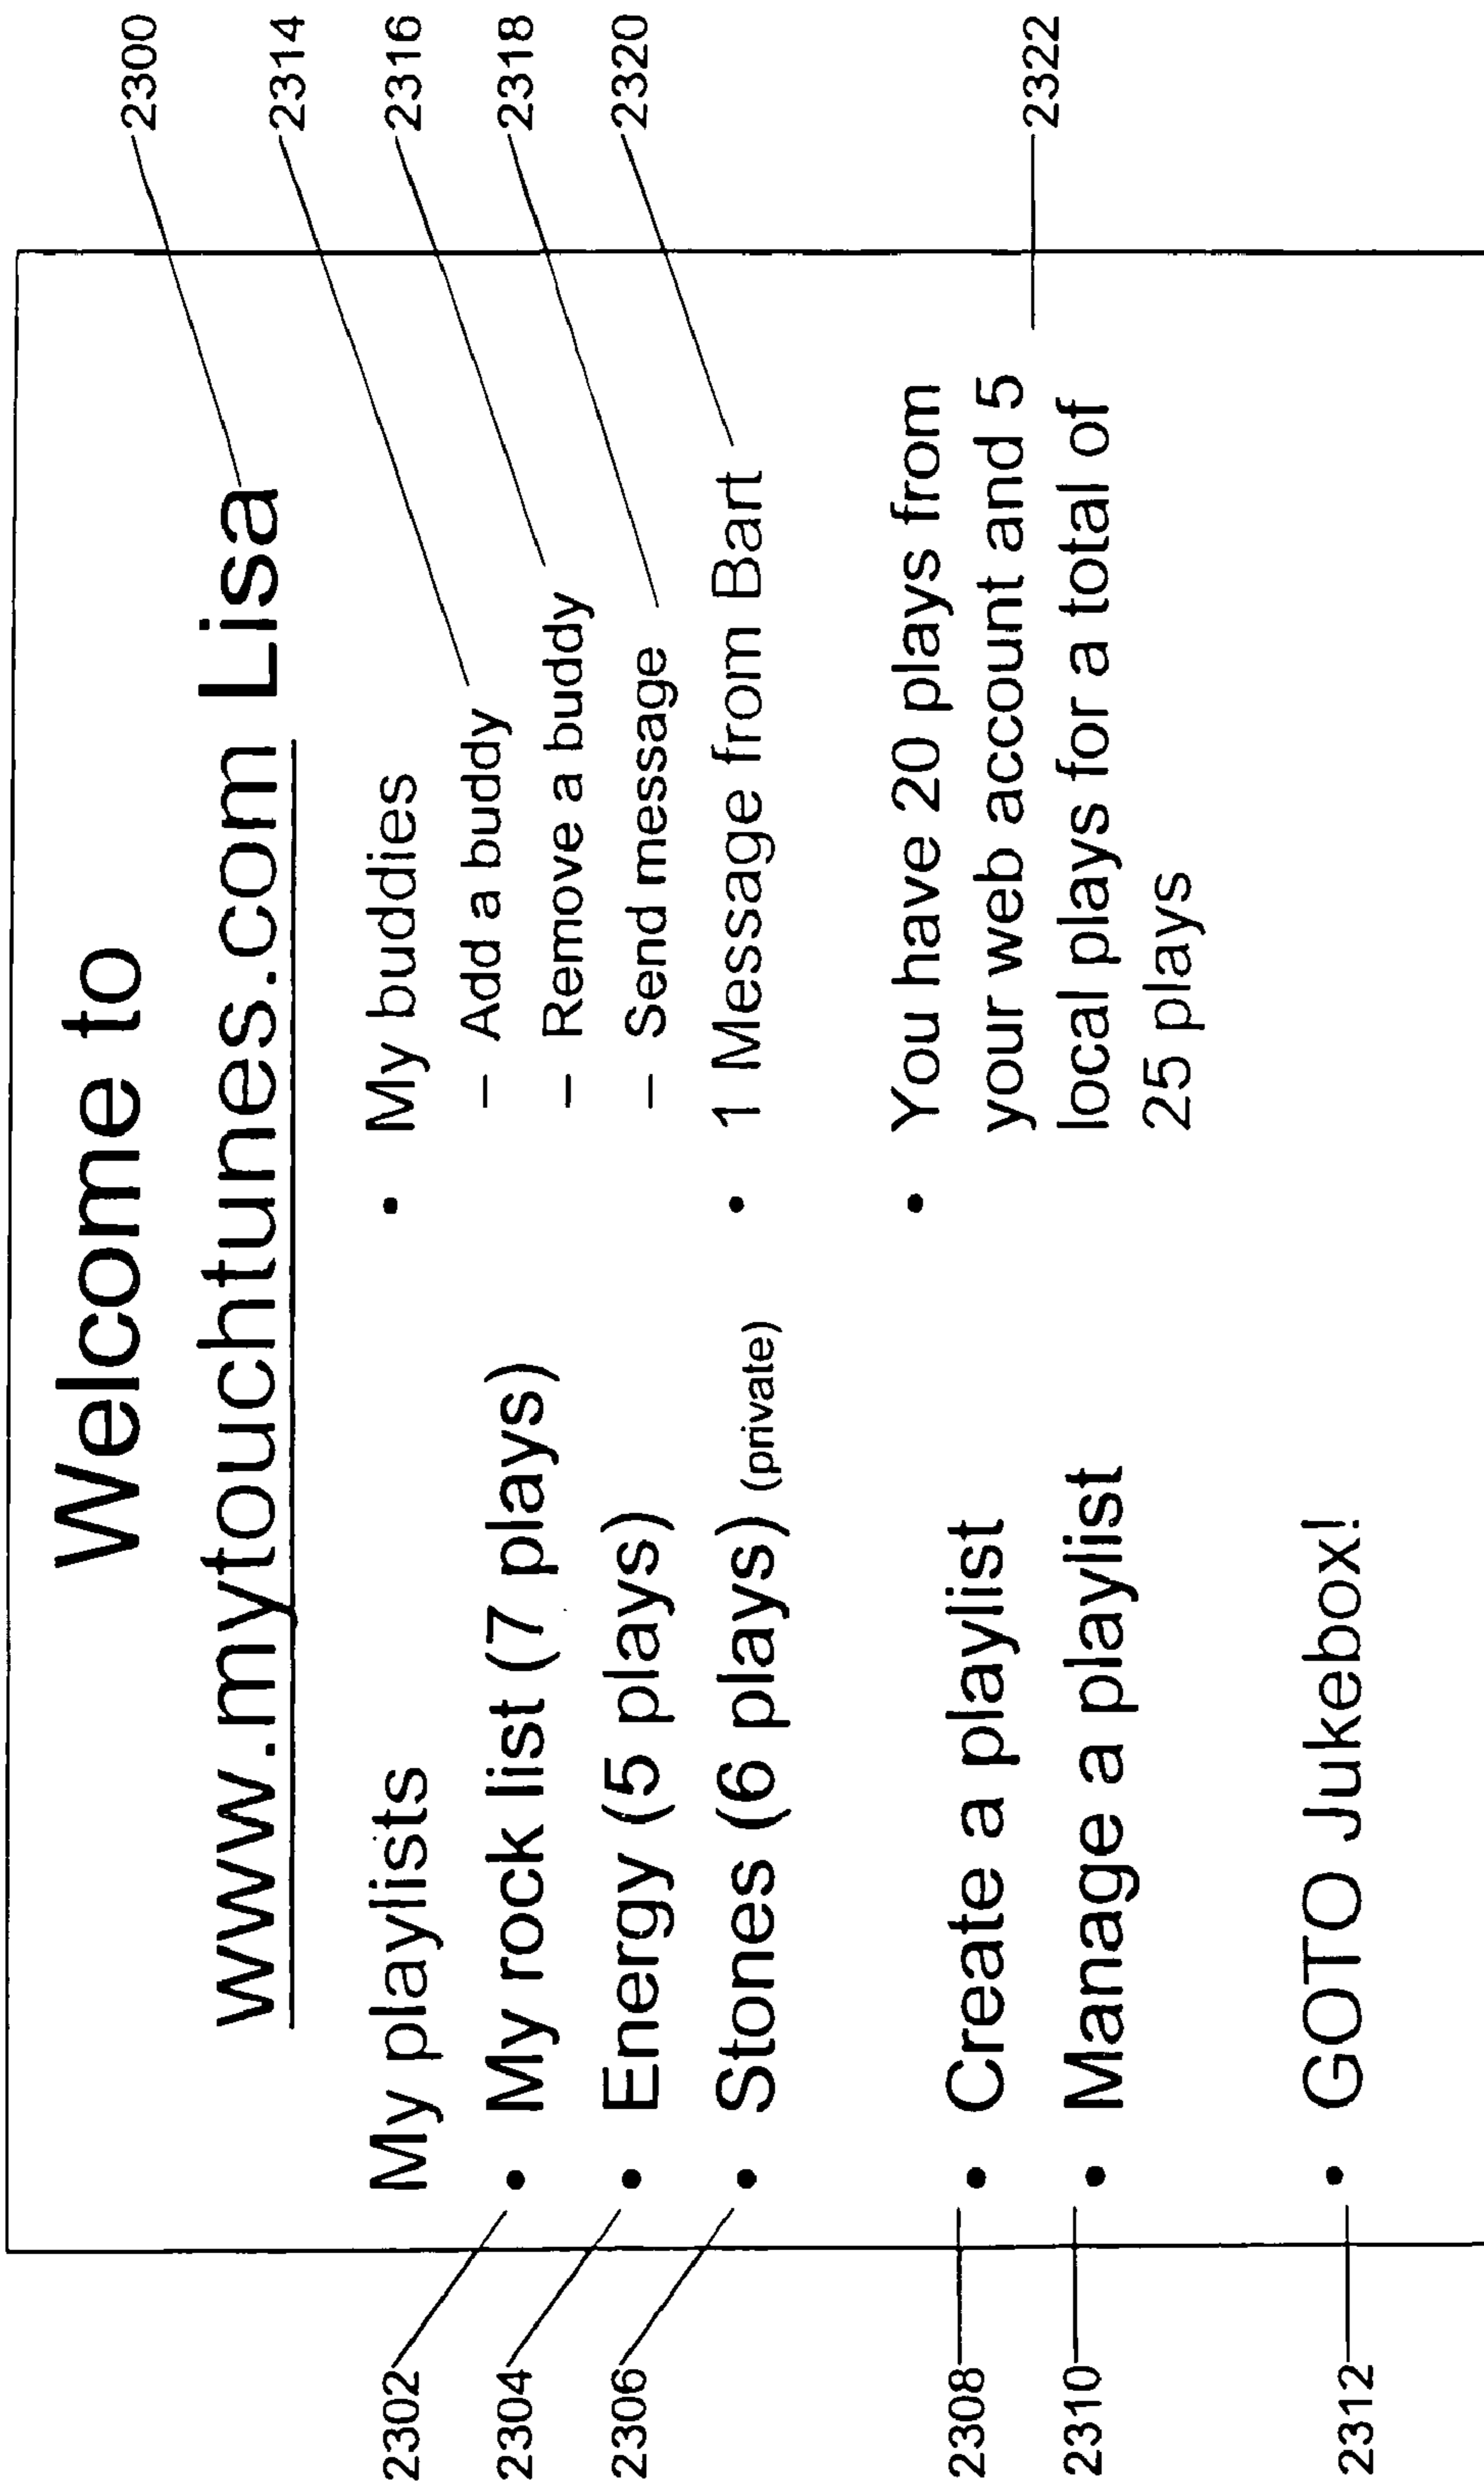 Welcome to
www.mytouchtunes.com Lisa
2300
My playlists
2302
• My rock list (7 plays)
2304
• Energy (5 plays)
2306
• Stones (6 plays) (private)
2308
• Create a playlist
2310
• Manage a playlist
2312
• GOTO Jukebox!
• My buddies
– Add a buddy
2314
– Remove a buddy
2316
– Send message
2318
• 1 Message from Bart
2320
• You have 20 plays from
your web account and 5
local plays for a total of
25 plays
2322